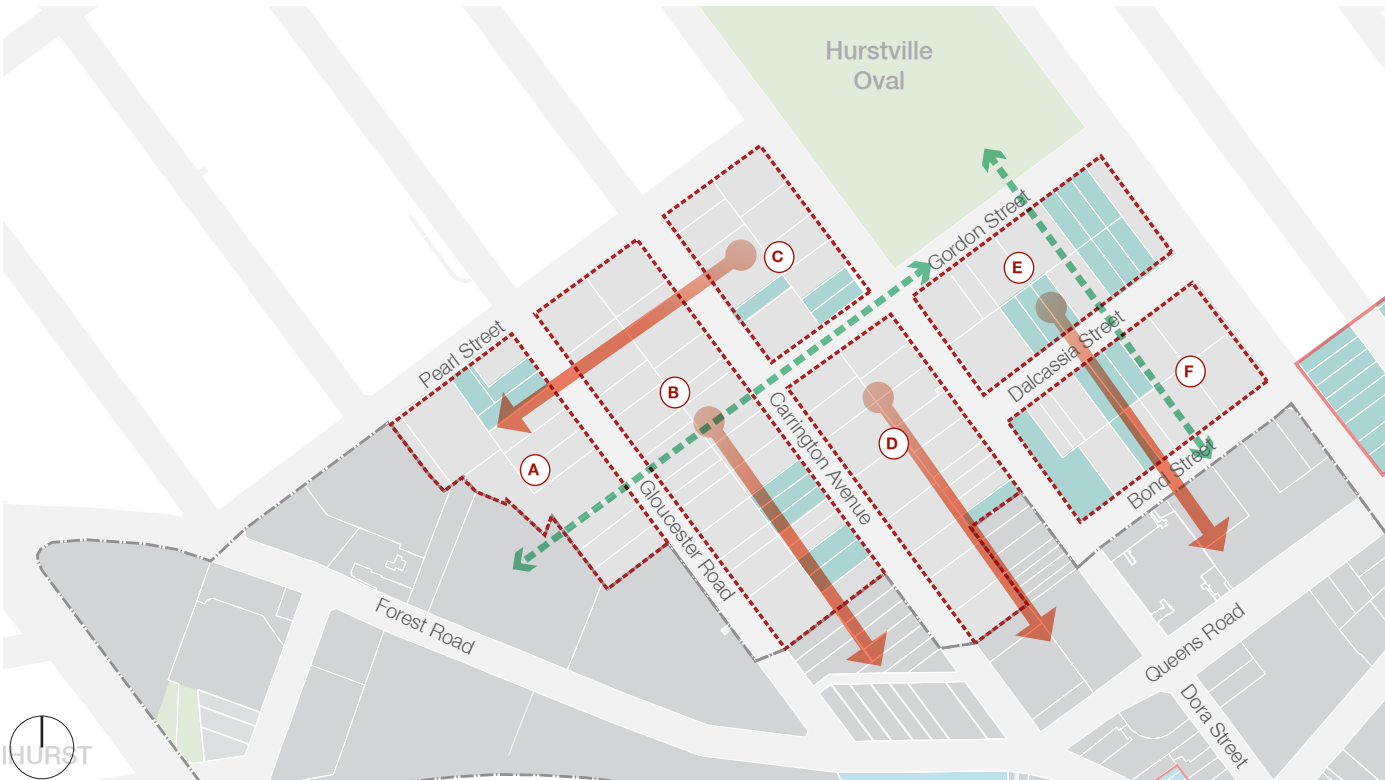 Hurstville
Oval
Gordon Street
C
E
Pearl Street
Dalcassia Street
F
B
Carrington Avenue
D
A
Gloucester Road
Bond Street
Forest Road
Queens Road
Dora Street
HURST